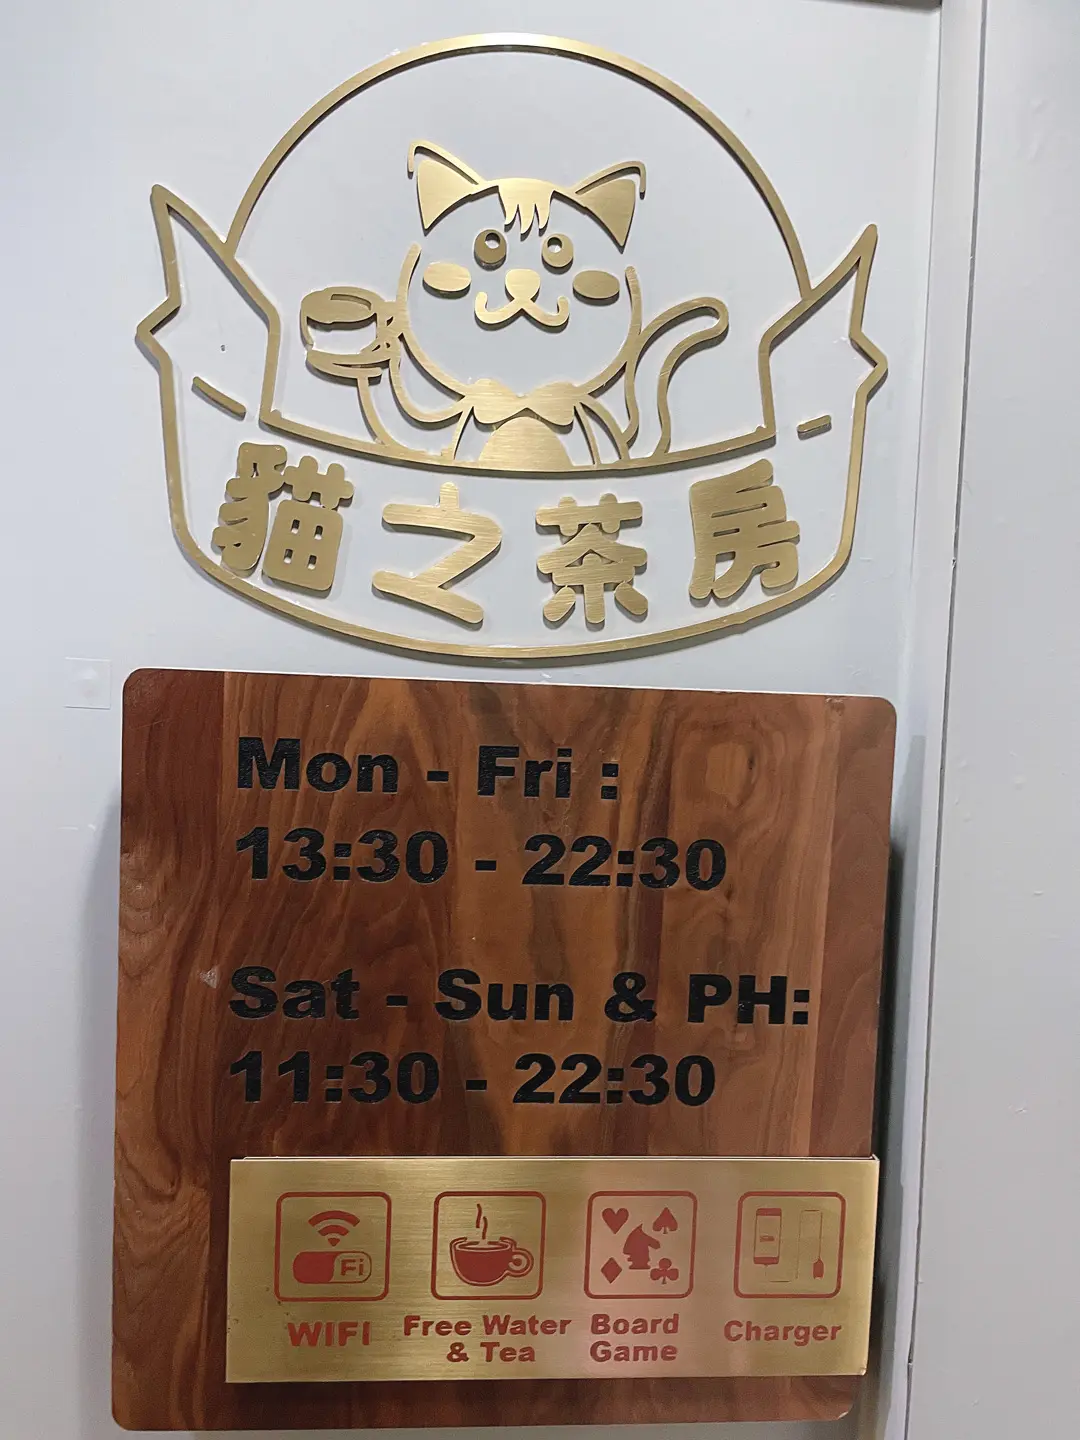 貓之茶房
Mon - Fri :
13:30 - 22:30
Sat - Sun & PH:
11:30 - 22:30
Fi
WIFI
Free Water
& Tea
Board
Game
Charger